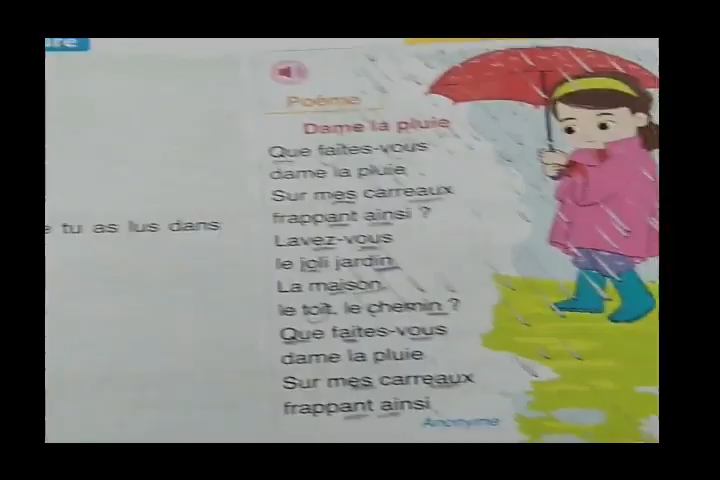 Poème
Dame la pluie
Que faites-vous
dame la pluie
Sur mes carreaux
frappant ainsi ?
e tu as lus dans
Lavez-vous
le joli jardin
La maison
le toit, le chemin ?
Que faites-vous
dame la pluie
Sur mes carreaux
frappant ainsi
Anonyme